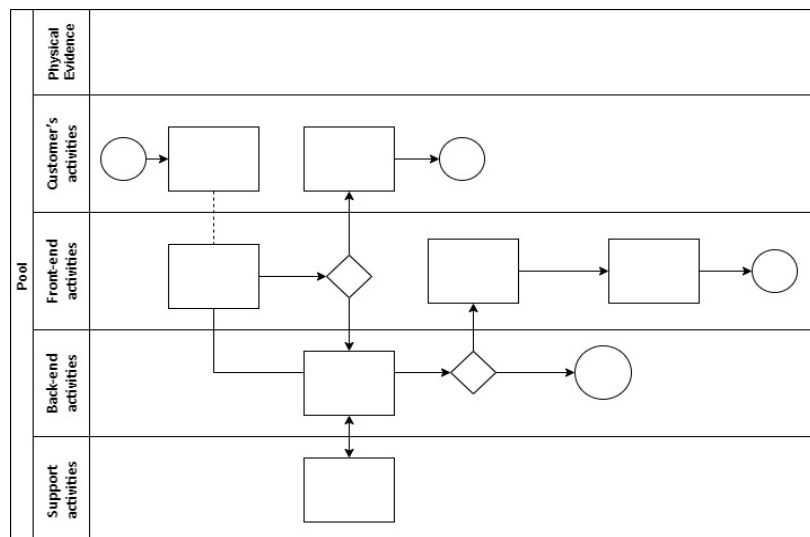 Pool
Physical
Evidence
Customer's
activities
Front-end
activities
Back-end
activities
Support
activities